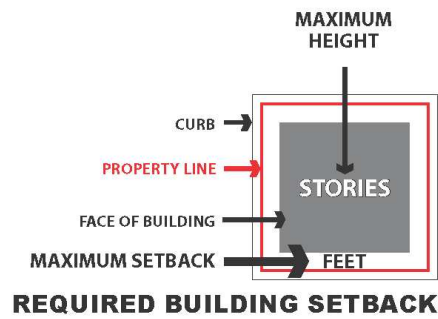 MAXIMUM
HEIGHT
CURB
PROPERTY LINE
STORIES
FACE OF BUILDING
MAXIMUM SETBACK
FEET
REQUIRED BUILDING SETBACK